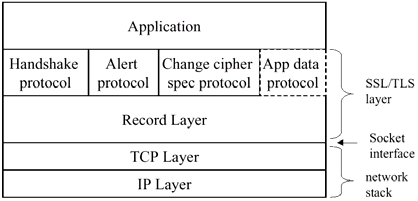 Application
Handshake
protocol
Alert
protocol
Change cipher
spec protocol
App data
protocol
SSL/TLS
layer
Record Layer
Socket
interface
TCP Layer
IP Layer
network
stack